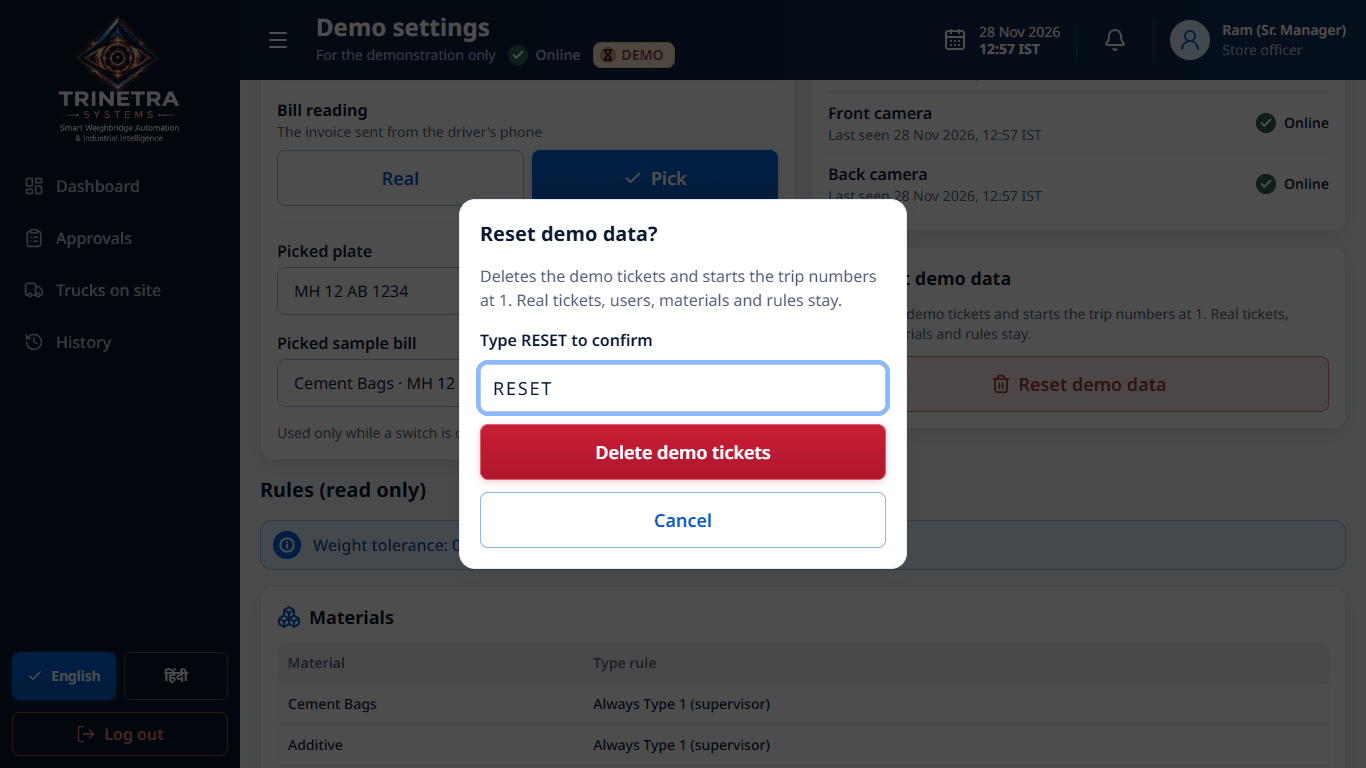 TRINETRA
SYSTEMS
Smart Weighbridge Automation
& Industrial Intelligence
Dashboard
Approvals
Trucks on site
History
English
हिंदी
Log out
Demo settings
For the demonstration only
Online
DEMO
28 Nov 2026
12:57 IST
Ram (Sr. Manager)
Store officer
Bill reading
The invoice sent from the driver's phone
Real
Pick
Picked plate
MH 12 AB 1234
Picked sample bill
Cement Bags · MH 12
Used only while a switch is
Front camera
Last seen 28 Nov 2026, 12:57 IST
Online
Back camera
Last seen 28 Nov 2026, 12:57 IST
Online
demo data
demo tickets and starts the trip numbers at 1. Real tickets,
and rules stay.
Reset demo data
Reset demo data?
Deletes the demo tickets and starts the trip numbers
at 1. Real tickets, users, materials and rules stay.
Type RESET to confirm
RESET
Delete demo tickets
Cancel
Rules (read only)
Weight tolerance:
Materials
Material
Type rule
Cement Bags
Always Type 1 (supervisor)
Additive
Always Type 1 (supervisor)